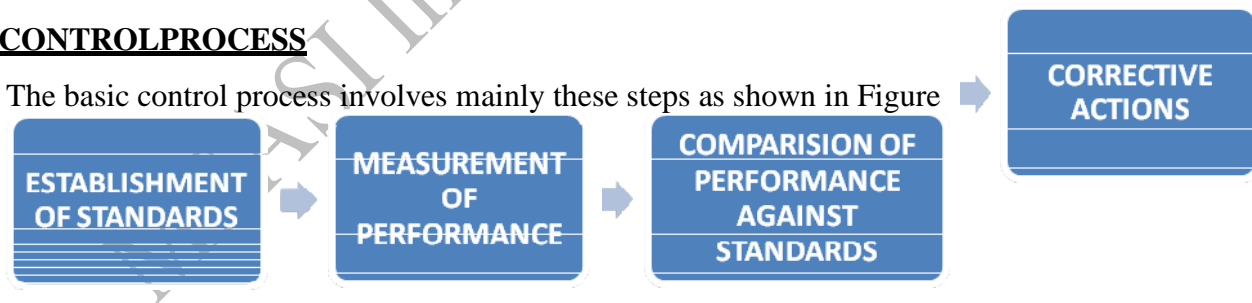 CONTROLPROCESS
The basic control process involves mainly these steps as shown in Figure
ESTABLISHMENT
OF STANDARDS
MEASUREMENT
OF
PERFORMANCE
COMPARISION OF
PERFORMANCE
AGAINST
STANDARDS
CORRECTIVE
ACTIONS